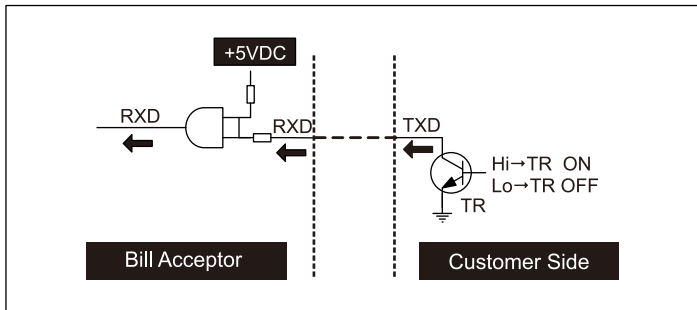 +5VDC
RXD
RXD
TXD
Hi→TR ON
Lo→TR OFF
TR
Bill Acceptor
Customer Side